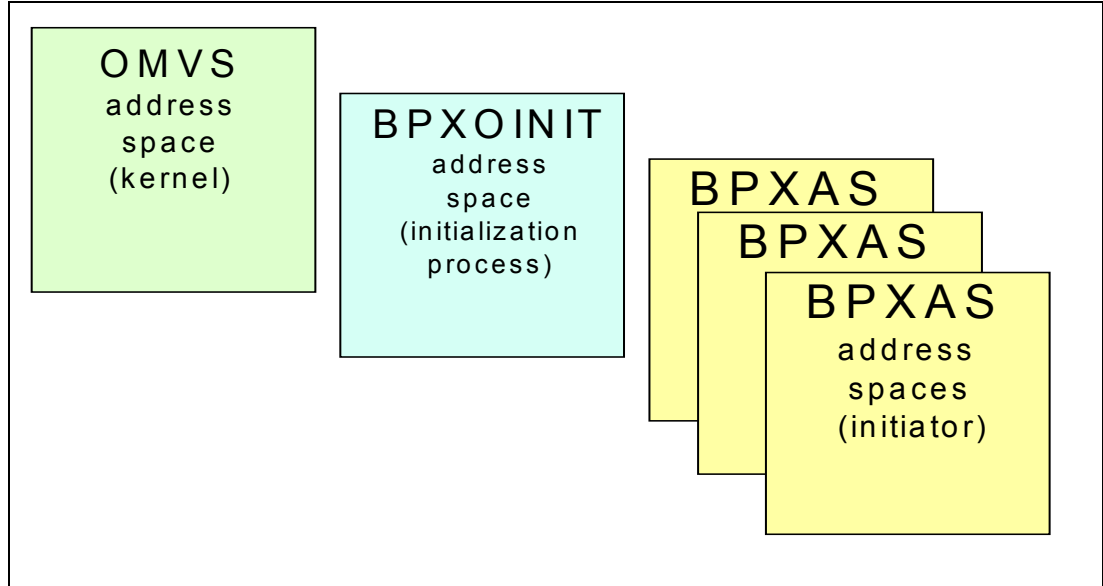 OMVS
address
space
(kernel)
BPXOINIT
address
space
(initialization
process)
BPXAS
BPXAS
BPXAS
address
spaces
(initiator)